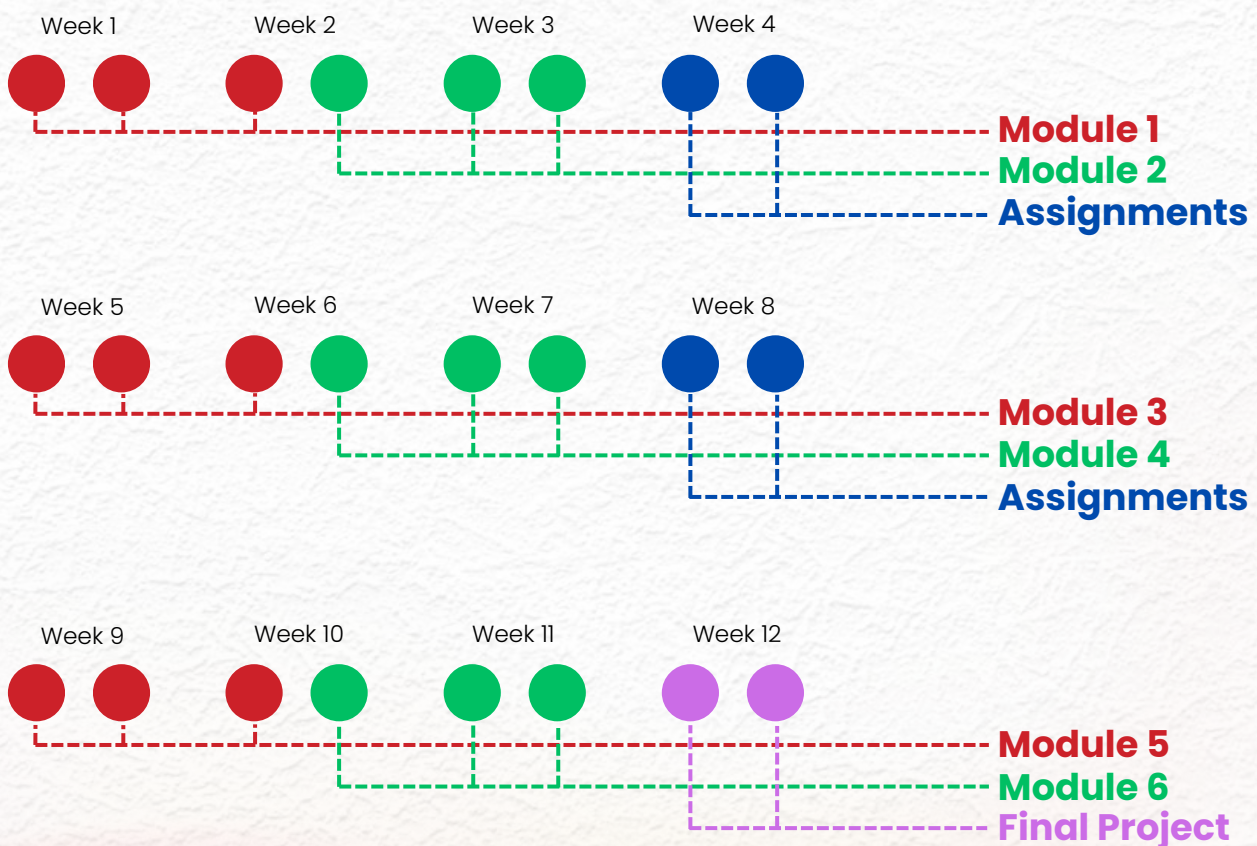 Week 1
Week 2
Week 3
Week 4
Module 1
Module 2
Assignments
Week 5
Week 6
Week 7
Week 8
Module 3
Module 4
Assignments
Week 9
Week 10
Week 11
Week 12
Module 5
Module 6
Final Project